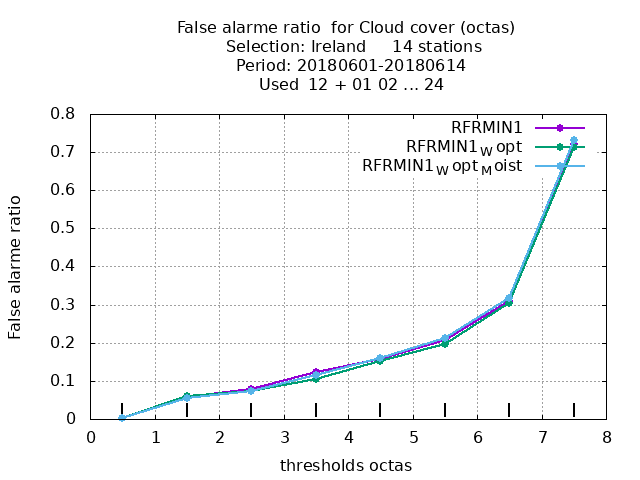 False alarme ratio  for Cloud cover (octas)
Selection: Ireland     14 stations
Period: 20180601-20180614
Used  12 + 01 02 ... 24
RFRMIN1
RFRMIN1Wopt
RFRMIN1WoptMoist
False alarme ratio
0.8
0.7
0.6
0.5
0.4
0.3
0.2
0.1
0
0 1 2 3 4 5 6 7 8
thresholds octas